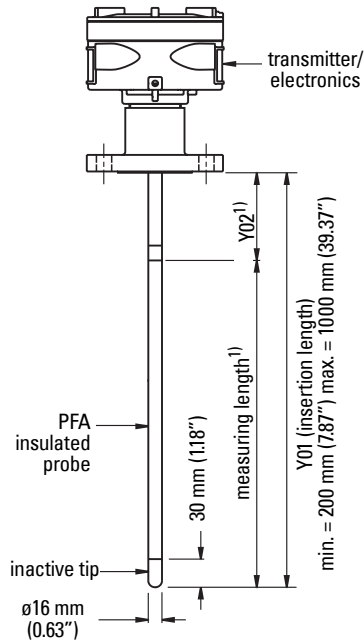 transmitter/
electronics
Y02¹⁾
Y01 (insertion length)
min. = 200 mm (7.87″) max. = 1000 mm (39.37″)
measuring length¹⁾
PFA
insulated
probe
30 mm (1.18″)
inactive tip
ø16 mm
(0.63″)